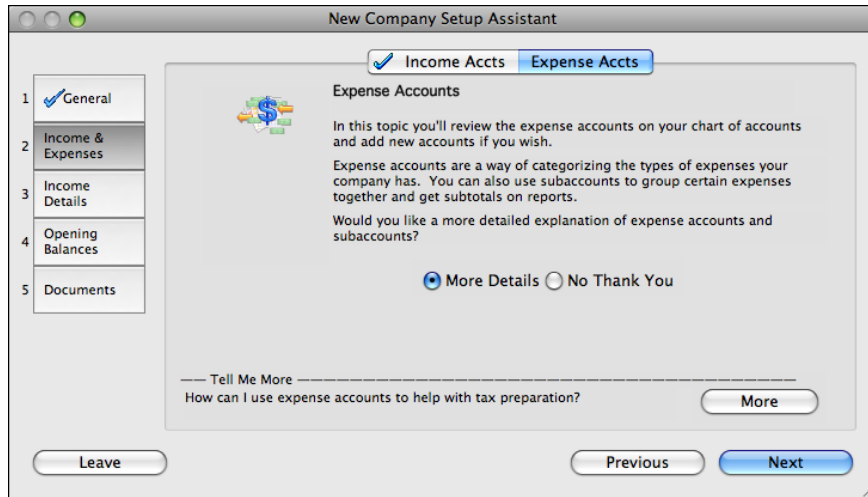 New Company Setup Assistant
Income Accts
Expense Accts
1
General
2
Income &
Expenses
3
Income
Details
4
Opening
Balances
5
Documents
Expense Accounts
In this topic you'll review the expense accounts on your chart of accounts
and add new accounts if you wish.
Expense accounts are a way of categorizing the types of expenses your
company has. You can also use subaccounts to group certain expenses
together and get subtotals on reports.
Would you like a more detailed explanation of expense accounts and
subaccounts?
More Details
No Thank You
Tell Me More
How can I use expense accounts to help with tax preparation?
More
Leave
Previous
Next